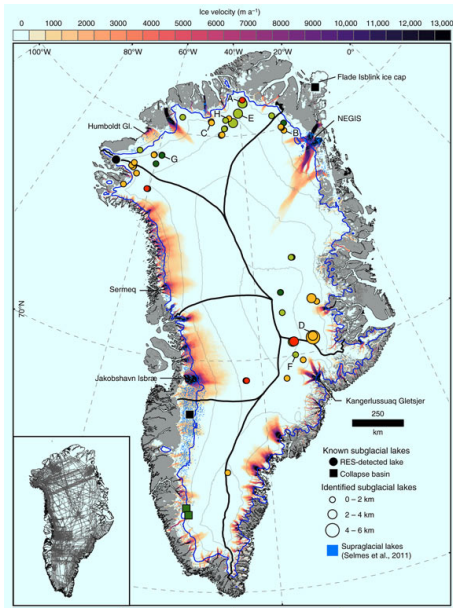 Ice velocity (m a⁻¹)
0 1000 2000 3000 4000 5000 6000 7000 8000 9000 10,000 11,000 12,000 13,000
100°W 80°W 60°W 40°W 20°W 0°
Flade Isblink ice cap
A
H
E
Humboldt Gl.
C
B
NEGIS
G
Sermeq
70°N
D
F
Jakobshavn Isbræ
Kangerlussuaq Gletsjer
250
km
Known subglacial lakes
RES-detected lake
Collapse basin
Identified subglacial lakes
0 – 2 km
2 – 4 km
4 – 6 km
Supraglacial lakes
(Selmes et al., 2011)